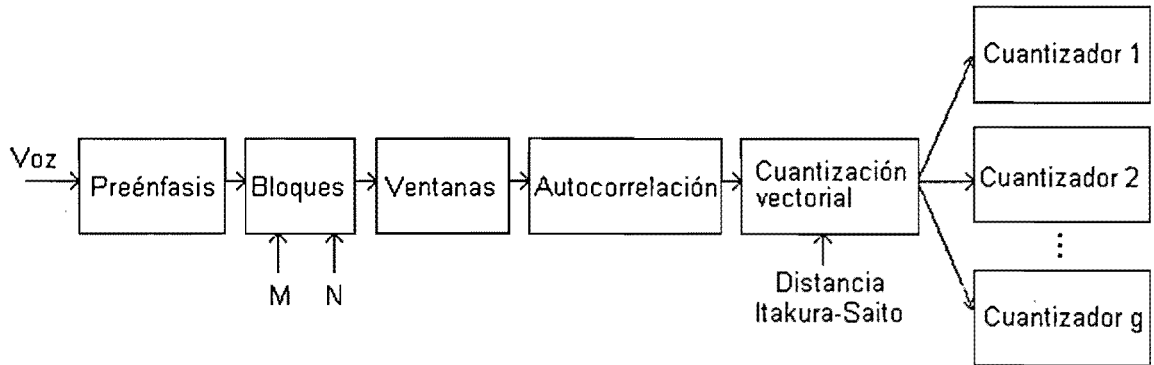 Voz
Preénfasis
Bloques
Ventanas
Autocorrelación
Cuantización
vectorial
M
N
Distancia
Itakura-Saito
Cuantizador 1
Cuantizador 2
⋮
Cuantizador g